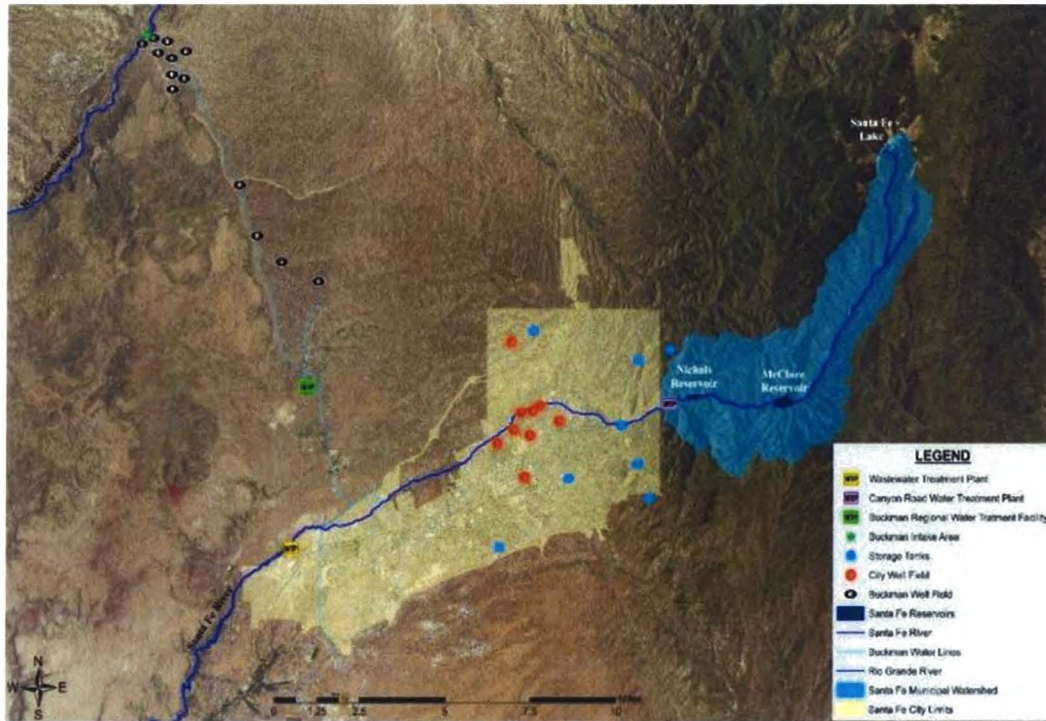 Santa Fe
Lake
Rio Grande River
Nichols
Reservoir
McClure
Reservoir
Santa Fe River
N
W E
S
0 1.25 2.5 5 7.5 10
LEGEND
Wastewater Treatment Plant
Canyon Road Water Treatment Plant
Buckman Regional Water Tratment Facility
Buckman Intake Area
Storage Tanks
City Well Field
Buckman Well Field
Santa Fe Reservoirs
Santa Fe River
Buckman Water Lines
Rio Grande River
Santa Fe Municipal Watershed
Santa Fe City Limits